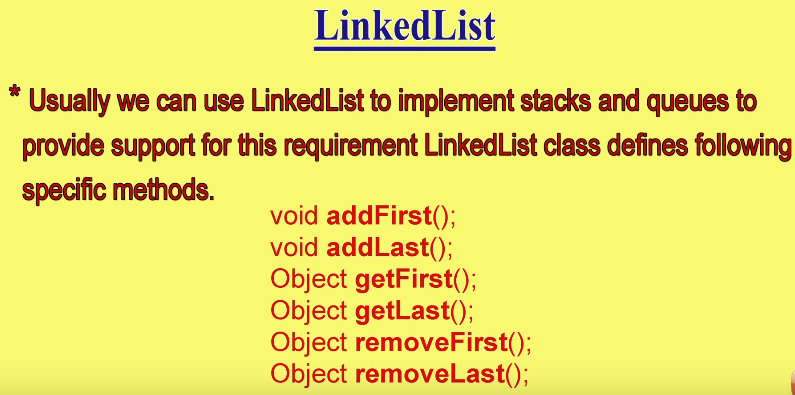 LinkedList
* Usually we can use LinkedList to implement stacks and queues to
provide support for this requirement LinkedList class defines following
specific methods.
void addFirst();
void addLast();
Object getFirst();
Object getLast();
Object removeFirst();
Object removeLast();